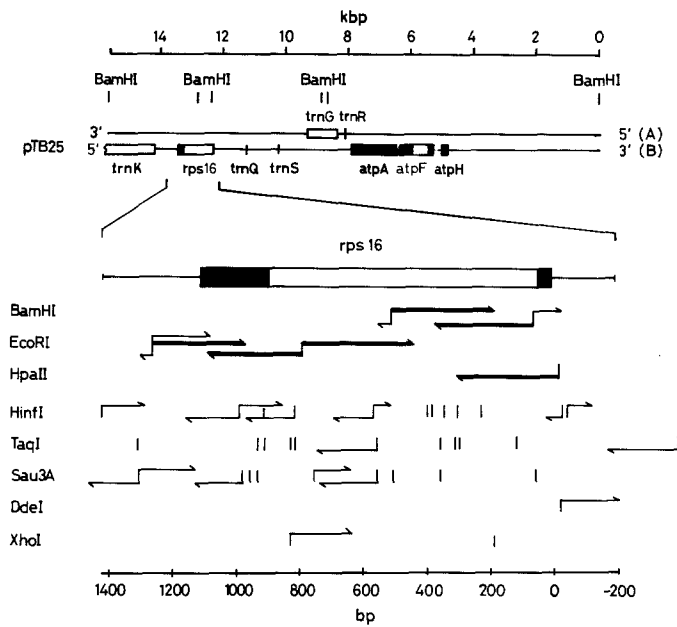 kbp
14 12 10 8 6 4 2 0
BamHI BamHI BamHI BamHI
trnG trnR
3' 5' (A)
pTB25 5' 3' (B)
trnK rps16 trnQ trnS atpA atpF atpH
rps 16
BamHI
EcoRI
HpaII
HinfI
TaqI
Sau3A
DdeI
XhoI
1400 1200 1000 800 600 400 200 0 -200
bp